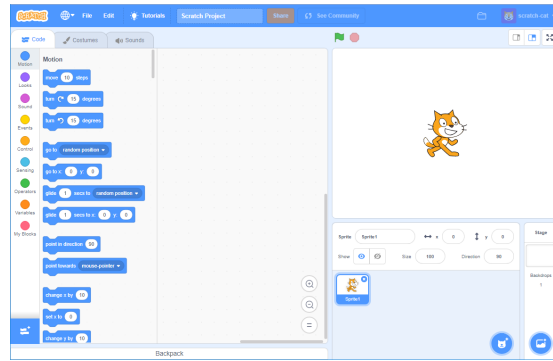 SCRATCH File Edit Tutorials Scratch Project Share See Community scratch-cat
Code Costumes Sounds
Motion
Looks
Sound
Events
Control
Sensing
Operators
Variables
My Blocks
Motion
move 10 steps
turn 15 degrees
turn 15 degrees
go to random position
go to x: 0 y: 0
glide 1 secs to random position
glide 1 secs to x: 0 y: 0
point in direction 90
point towards mouse-pointer
change x by 10
set x to 0
change y by 10
Backpack
Sprite Sprite1 x 0 y 0
Show Size 100 Direction 90
Sprite1
Stage
Backdrops
1